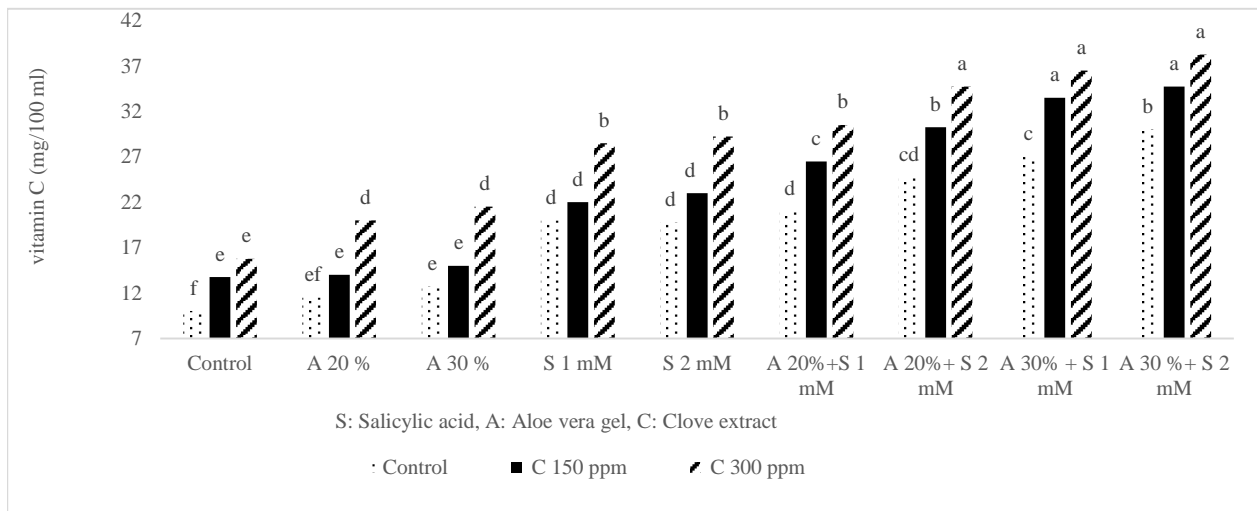 vitamin C (mg/100 ml)
42
37
32
27
22
17
12
7
f e e
ef e d
e e d
d d b
d d b
d c b
cd b a
c a a
b a a
Control A 20 % A 30 % S 1 mM S 2 mM A 20%+S 1 A 20%+ S 2 A 30% + S 1 A 30 %+ S 2
mM mM mM mM
S: Salicylic acid, A: Aloe vera gel, C: Clove extract
Control C 150 ppm C 300 ppm